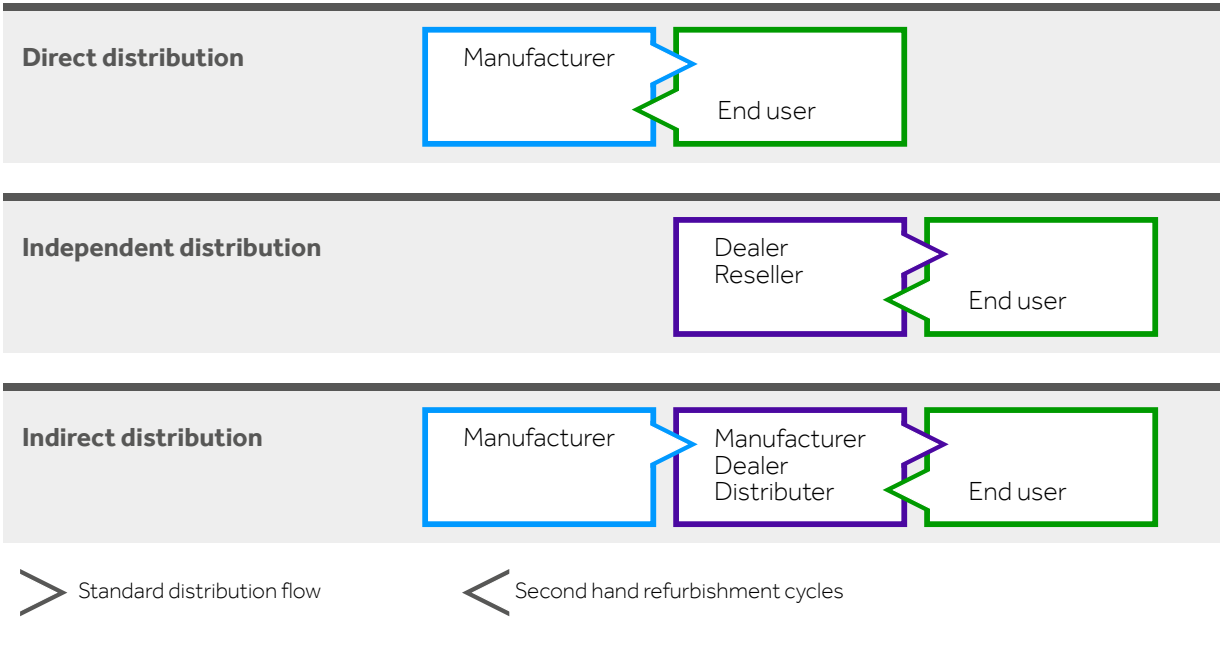 Direct distribution
Manufacturer
End user
Independent distribution
Dealer
Reseller
End user
Indirect distribution
Manufacturer
Manufacturer
Dealer
Distributer
End user
Standard distribution flow
Second hand refurbishment cycles